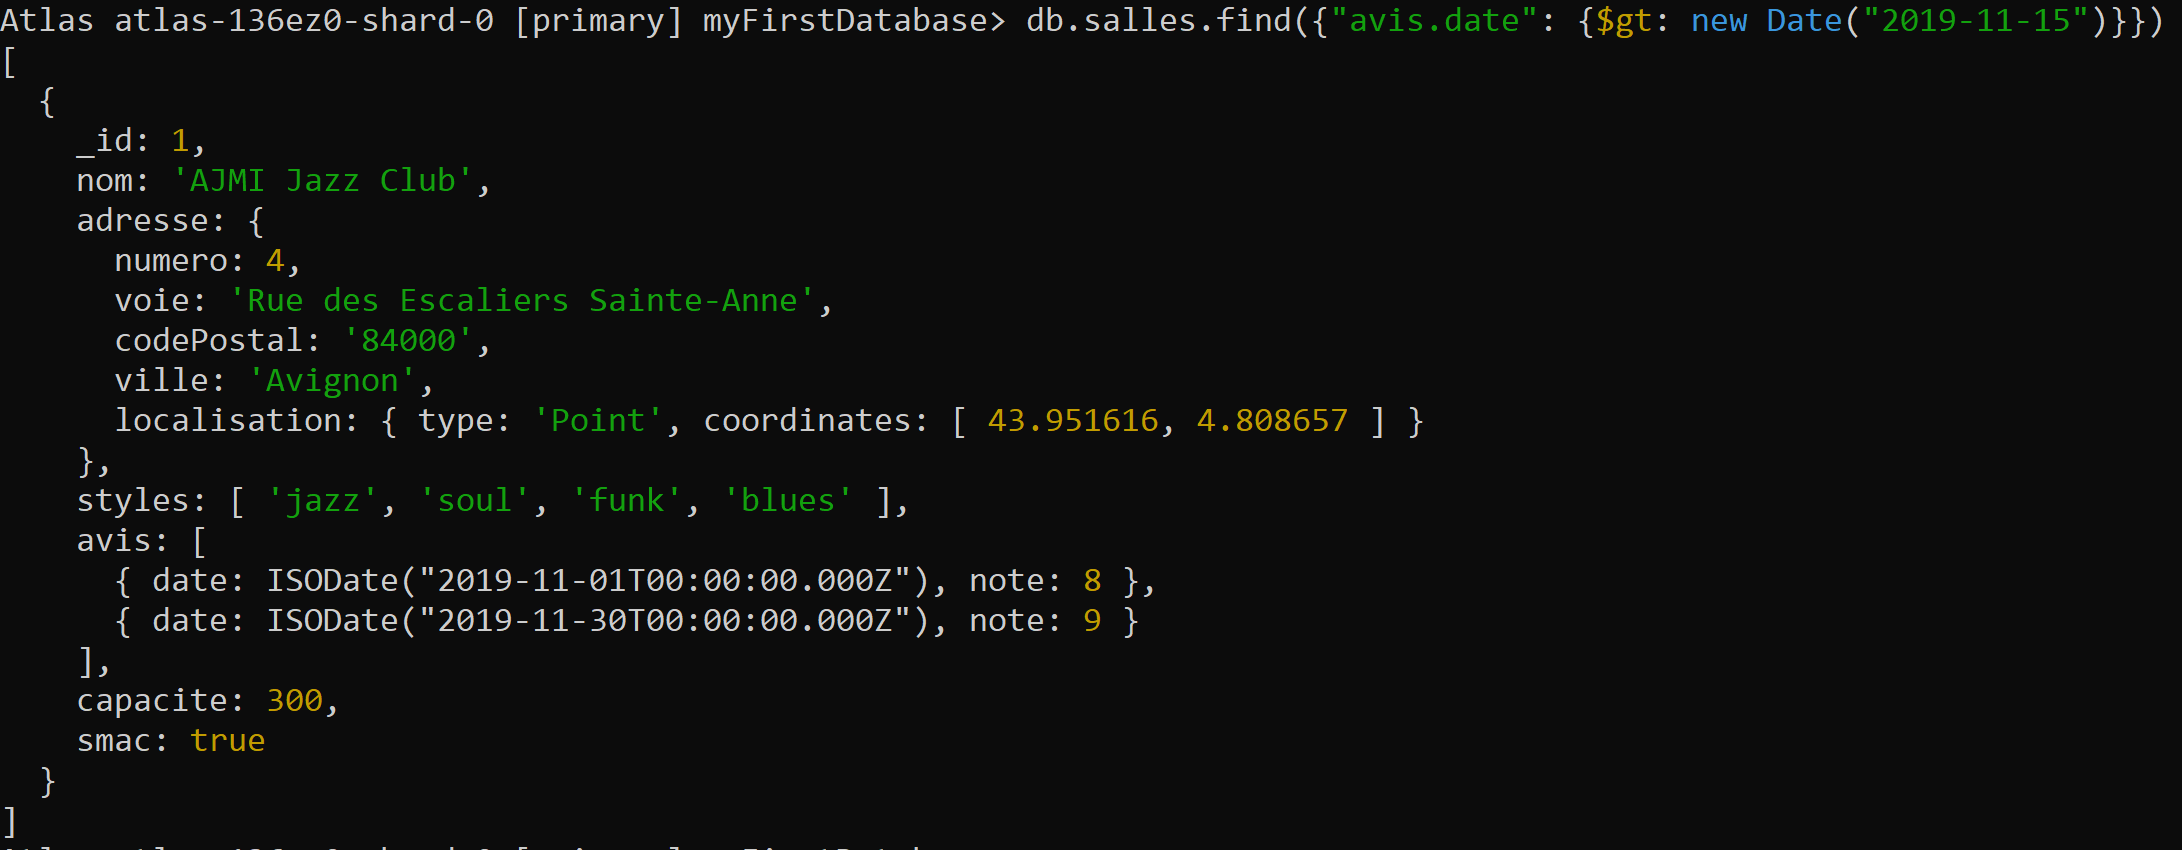 Atlas atlas-136ez0-shard-0 [primary] myFirstDatabase> db.salles.find({"avis.date": {$gt: new Date("2019-11-15")}})
[
  {
    _id: 1,
    nom: 'AJMI Jazz Club',
    adresse: {
      numero: 4,
      voie: 'Rue des Escaliers Sainte-Anne',
      codePostal: '84000',
      ville: 'Avignon',
      localisation: { type: 'Point', coordinates: [ 43.951616, 4.808657 ] }
    },
    styles: [ 'jazz', 'soul', 'funk', 'blues' ],
    avis: [
      { date: ISODate("2019-11-01T00:00:00.000Z"), note: 8 },
      { date: ISODate("2019-11-30T00:00:00.000Z"), note: 9 }
    ],
    capacite: 300,
    smac: true
  }
]